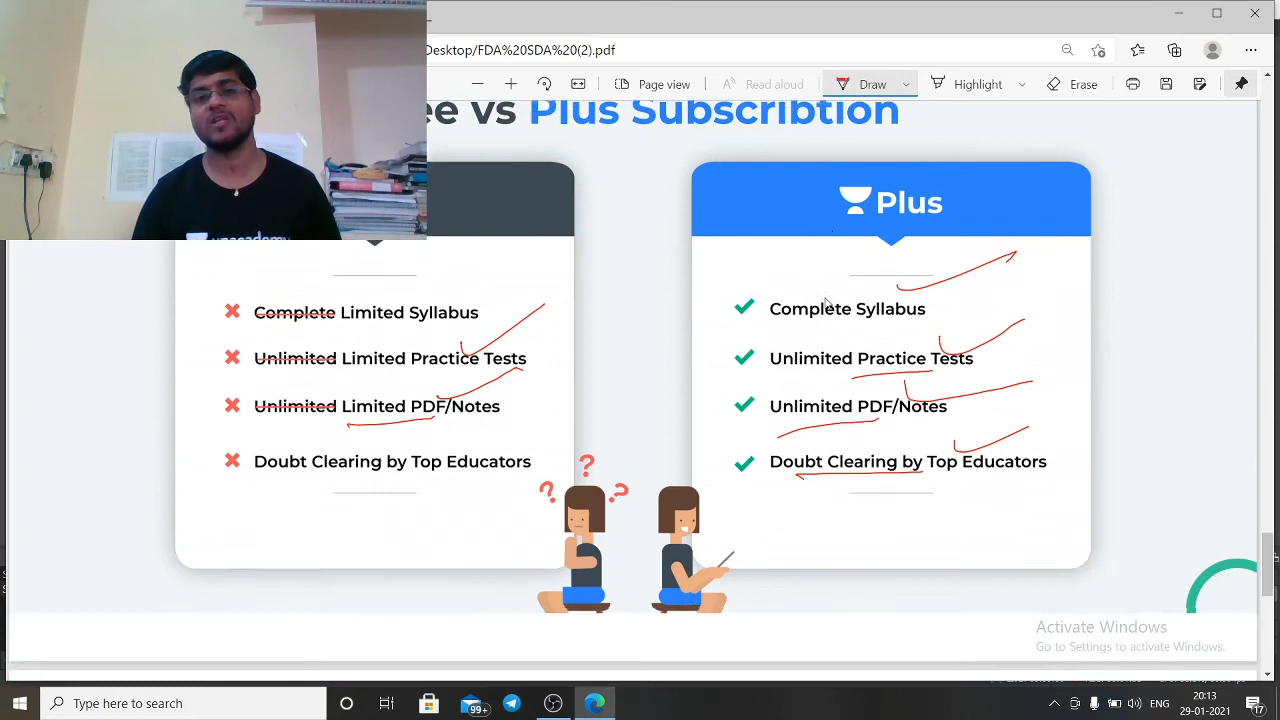 Desktop/FDA%20SDA%20(2).pdf
Page view
Read aloud
Draw
Highlight
Erase
ee vs Plus Subscribtion
Plus
Complete Limited Syllabus
Unlimited Limited Practice Tests
Unlimited Limited PDF/Notes
Doubt Clearing by Top Educators
Complete Syllabus
Unlimited Practice Tests
Unlimited PDF/Notes
Doubt Clearing by Top Educators
? ? ?
Activate Windows
Go to Settings to activate Windows.
Type here to search
99+
ENG
20:13
29-01-2021